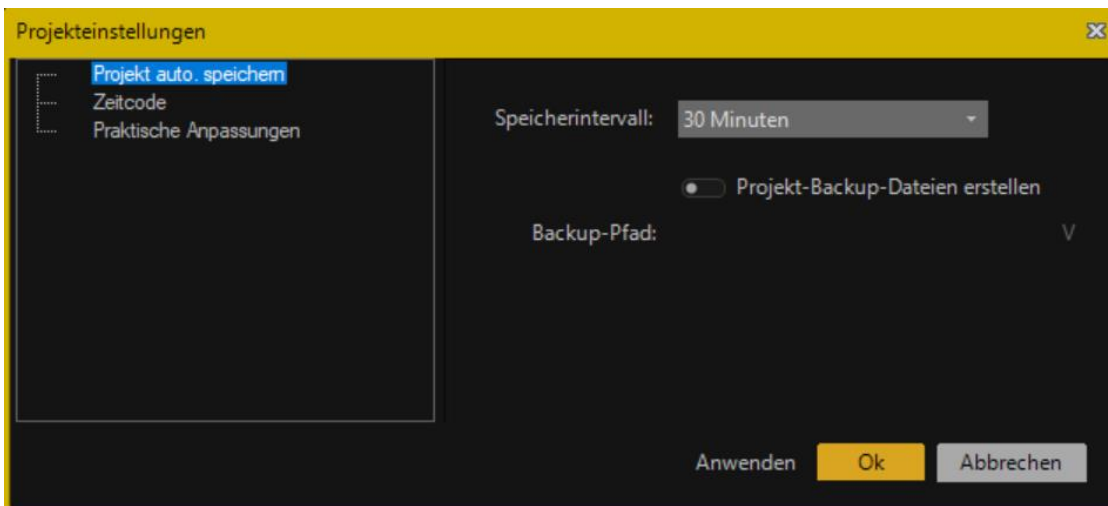 Projekteinstellungen
Projekt auto. speichern
Zeitcode
Praktische Anpassungen
Speicherintervall: 30 Minuten
Projekt-Backup-Dateien erstellen
Backup-Pfad: V
Anwenden Ok Abbrechen